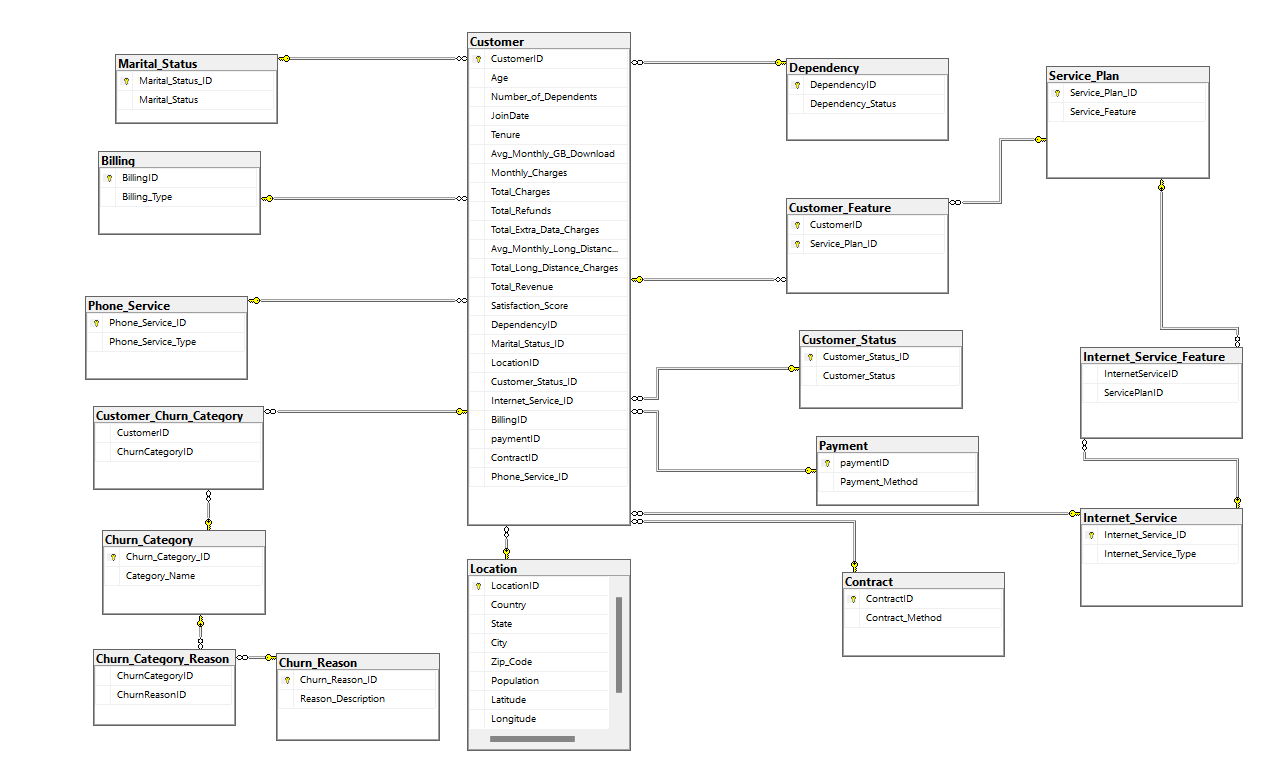 Marital_Status
Marital_Status_ID
Marital_Status
Billing
BillingID
Billing_Type
Phone_Service
Phone_Service_ID
Phone_Service_Type
Customer_Churn_Category
CustomerID
ChurnCategoryID
Churn_Category
Churn_Category_ID
Category_Name
Churn_Category_Reason
ChurnCategoryID
ChurnReasonID
Churn_Reason
Churn_Reason_ID
Reason_Description
Customer
CustomerID
Age
Number_of_Dependents
JoinDate
Tenure
Avg_Monthly_GB_Download
Monthly_Charges
Total_Charges
Total_Refunds
Total_Extra_Data_Charges
Avg_Monthly_Long_Distanc...
Total_Long_Distance_Charges
Total_Revenue
Satisfaction_Score
DependencyID
Marital_Status_ID
LocationID
Customer_Status_ID
Internet_Service_ID
BillingID
paymentID
ContractID
Phone_Service_ID
Location
LocationID
Country
State
City
Zip_Code
Population
Latitude
Longitude
Dependency
DependencyID
Dependency_Status
Customer_Feature
CustomerID
Service_Plan_ID
Customer_Status
Customer_Status_ID
Customer_Status
Payment
paymentID
Payment_Method
Contract
ContractID
Contract_Method
Service_Plan
Service_Plan_ID
Service_Feature
Internet_Service_Feature
InternetServiceID
ServicePlanID
Internet_Service
Internet_Service_ID
Internet_Service_Type